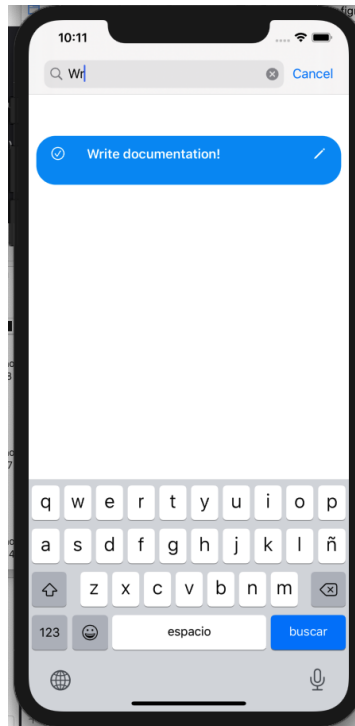 10:11
Wr
Cancel
Write documentation!
q w e r t y u i o p
a s d f g h j k l ñ
z x c v b n m
123 espacio buscar